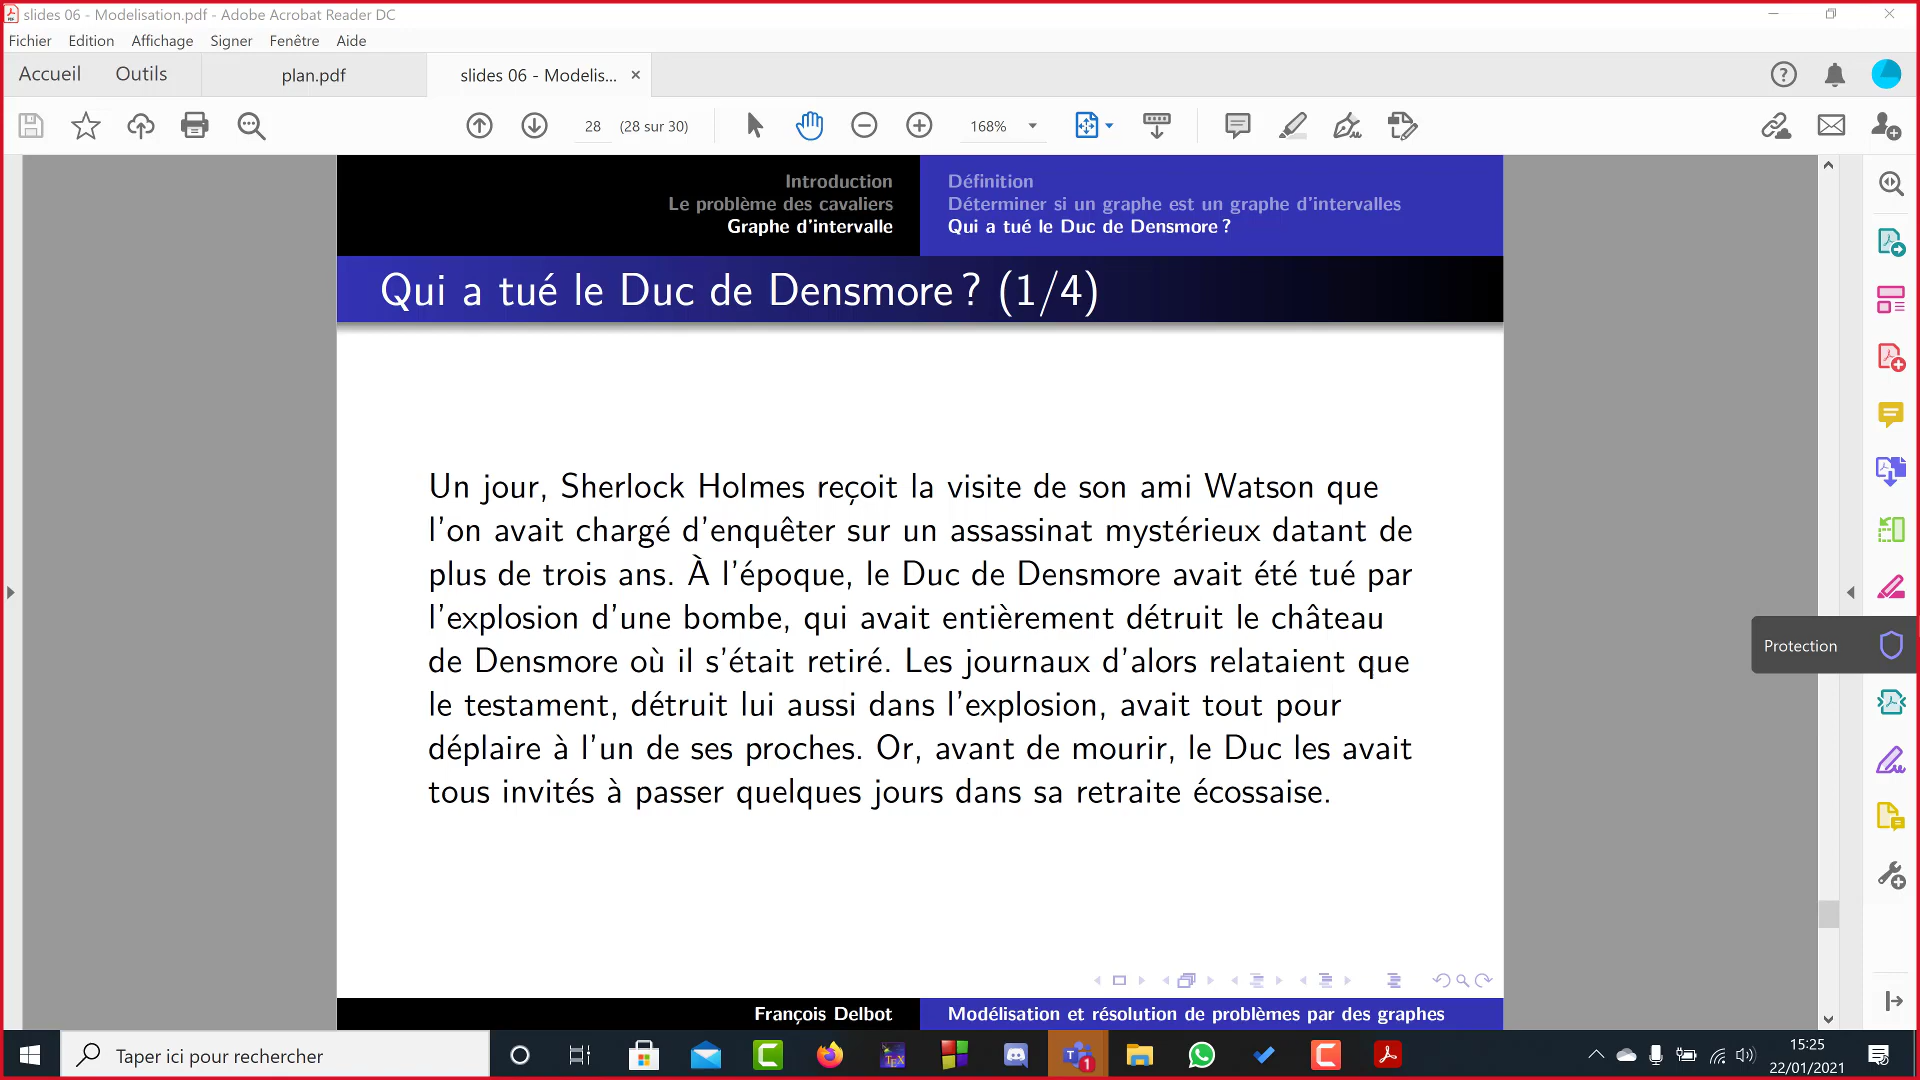 slides 06 - Modelisation.pdf - Adobe Acrobat Reader DC
Fichier Edition Affichage Signer Fenêtre Aide
Accueil Outils plan.pdf slides 06 - Modelis... ×
28 (28 sur 30) 168%
Introduction
Le problème des cavaliers
Graphe d'intervalle
Définition
Déterminer si un graphe est un graphe d'intervalles
Qui a tué le Duc de Densmore ?
Qui a tué le Duc de Densmore ? (1/4)
Un jour, Sherlock Holmes reçoit la visite de son ami Watson que
l'on avait chargé d'enquêter sur un assassinat mystérieux datant de
plus de trois ans. À l'époque, le Duc de Densmore avait été tué par
l'explosion d'une bombe, qui avait entièrement détruit le château
de Densmore où il s'était retiré. Les journaux d'alors relataient que
le testament, détruit lui aussi dans l'explosion, avait tout pour
déplaire à l'un de ses proches. Or, avant de mourir, le Duc les avait
tous invités à passer quelques jours dans sa retraite écossaise.
Protection
François Delbot
Modélisation et résolution de problèmes par des graphes
Taper ici pour rechercher
TEX
1
15:25
22/01/2021